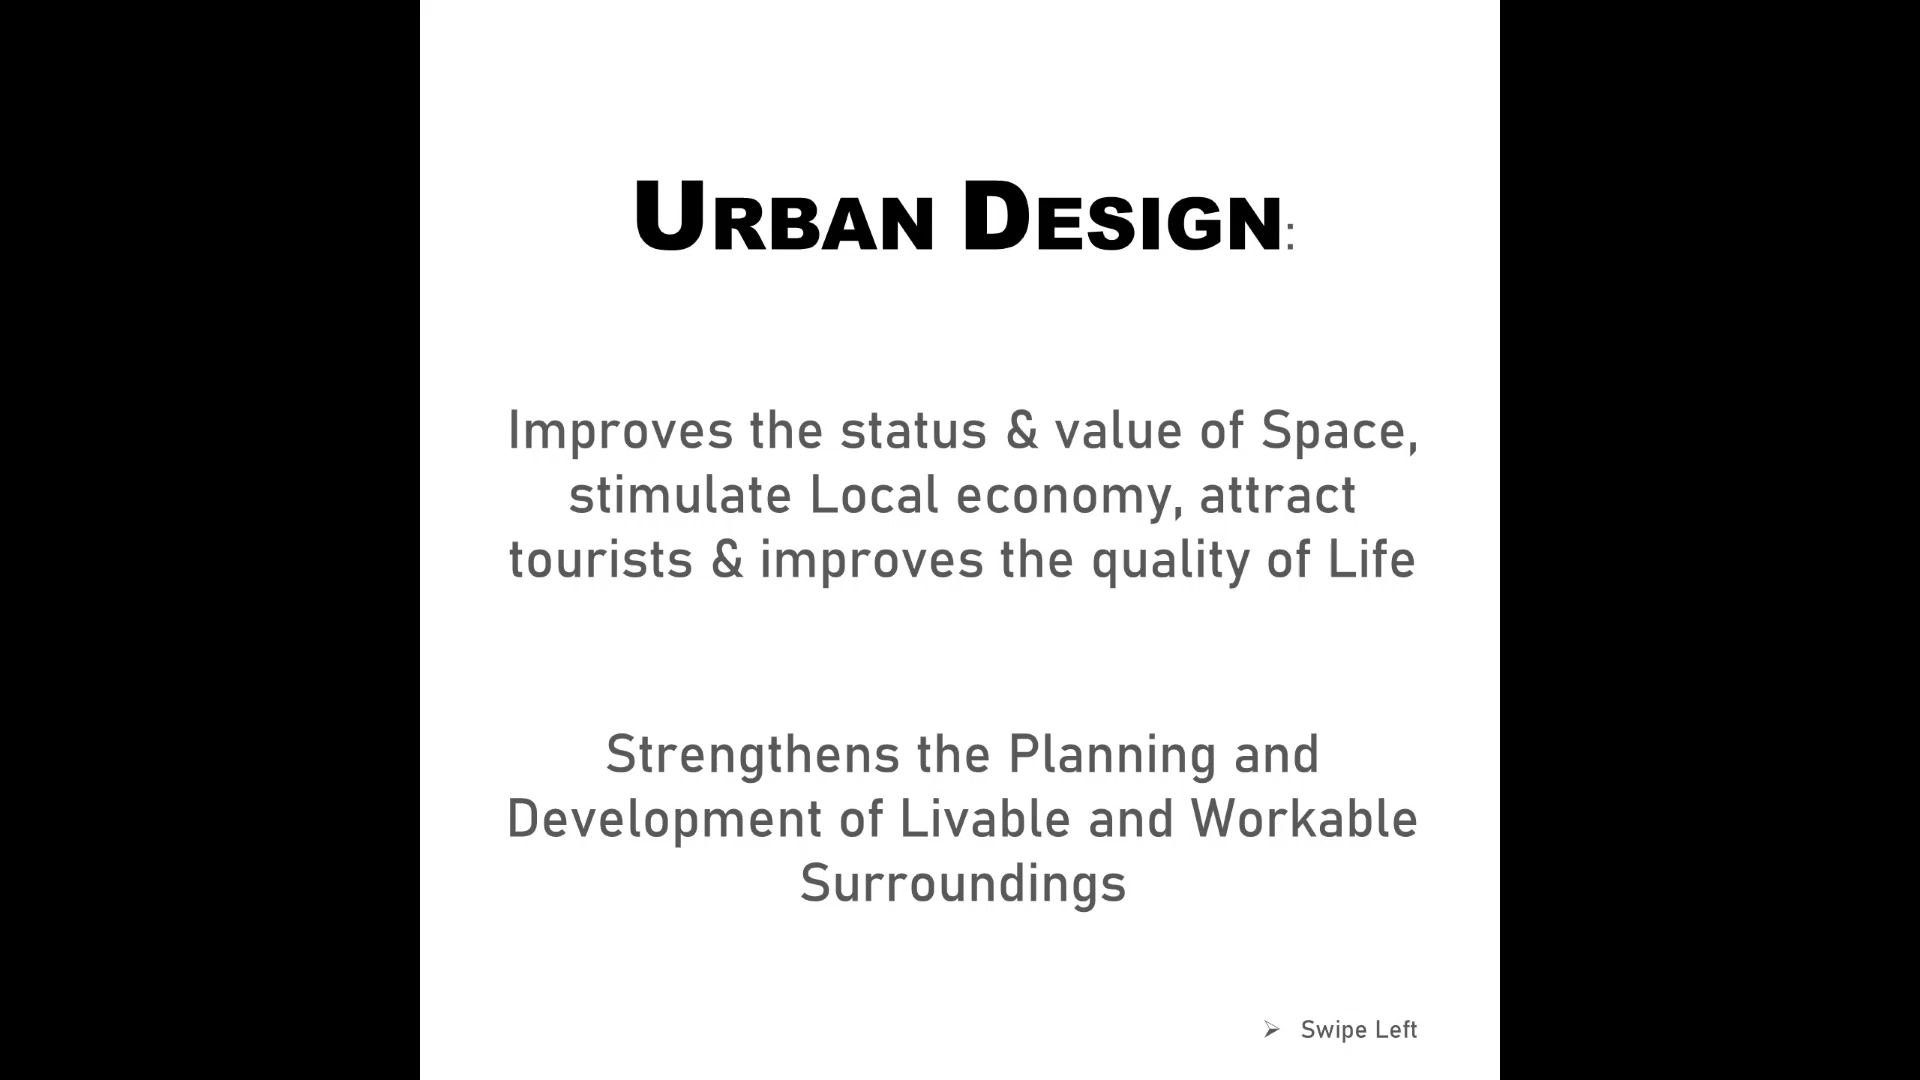 URBAN DESIGN:
Improves the status & value of Space,
stimulate Local economy, attract
tourists & improves the quality of Life
Strengthens the Planning and
Development of Livable and Workable
Surroundings
➢ Swipe Left